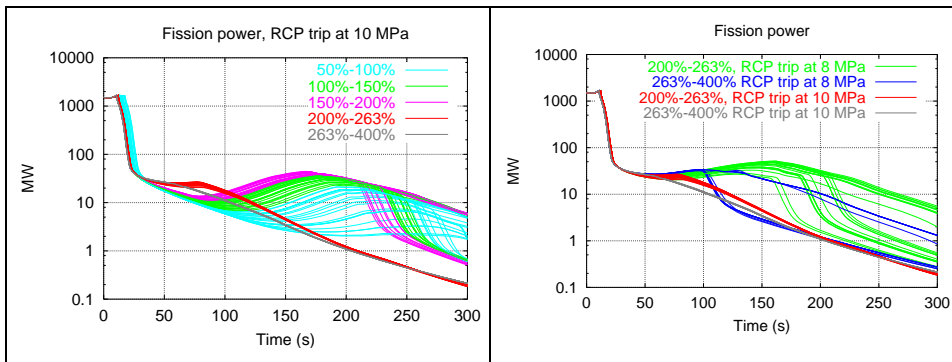 Fission power, RCP trip at 10 MPa
10000
1000
100
10
1
0.1
MW
50%-100%
100%-150%
150%-200%
200%-263%
263%-400%
0 50 100 150 200 250 300
Time (s)
Fission power
10000
1000
100
10
1
0.1
MW
200%-263%, RCP trip at 8 MPa
263%-400% RCP trip at 8 MPa
200%-263%, RCP trip at 10 MPa
263%-400% RCP trip at 10 MPa
0 50 100 150 200 250 300
Time (s)